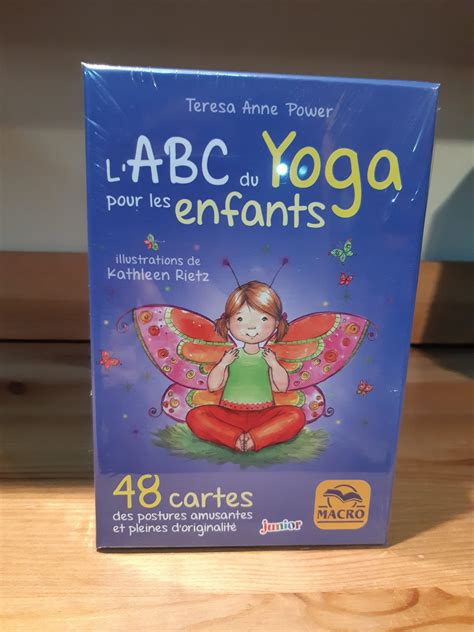 Teresa Anne Power
L'ABC du Yoga
pour les enfants
illustrations de
Kathleen Rietz
48 cartes
des postures amusantes
et pleines d'originalité
junior
MACRO